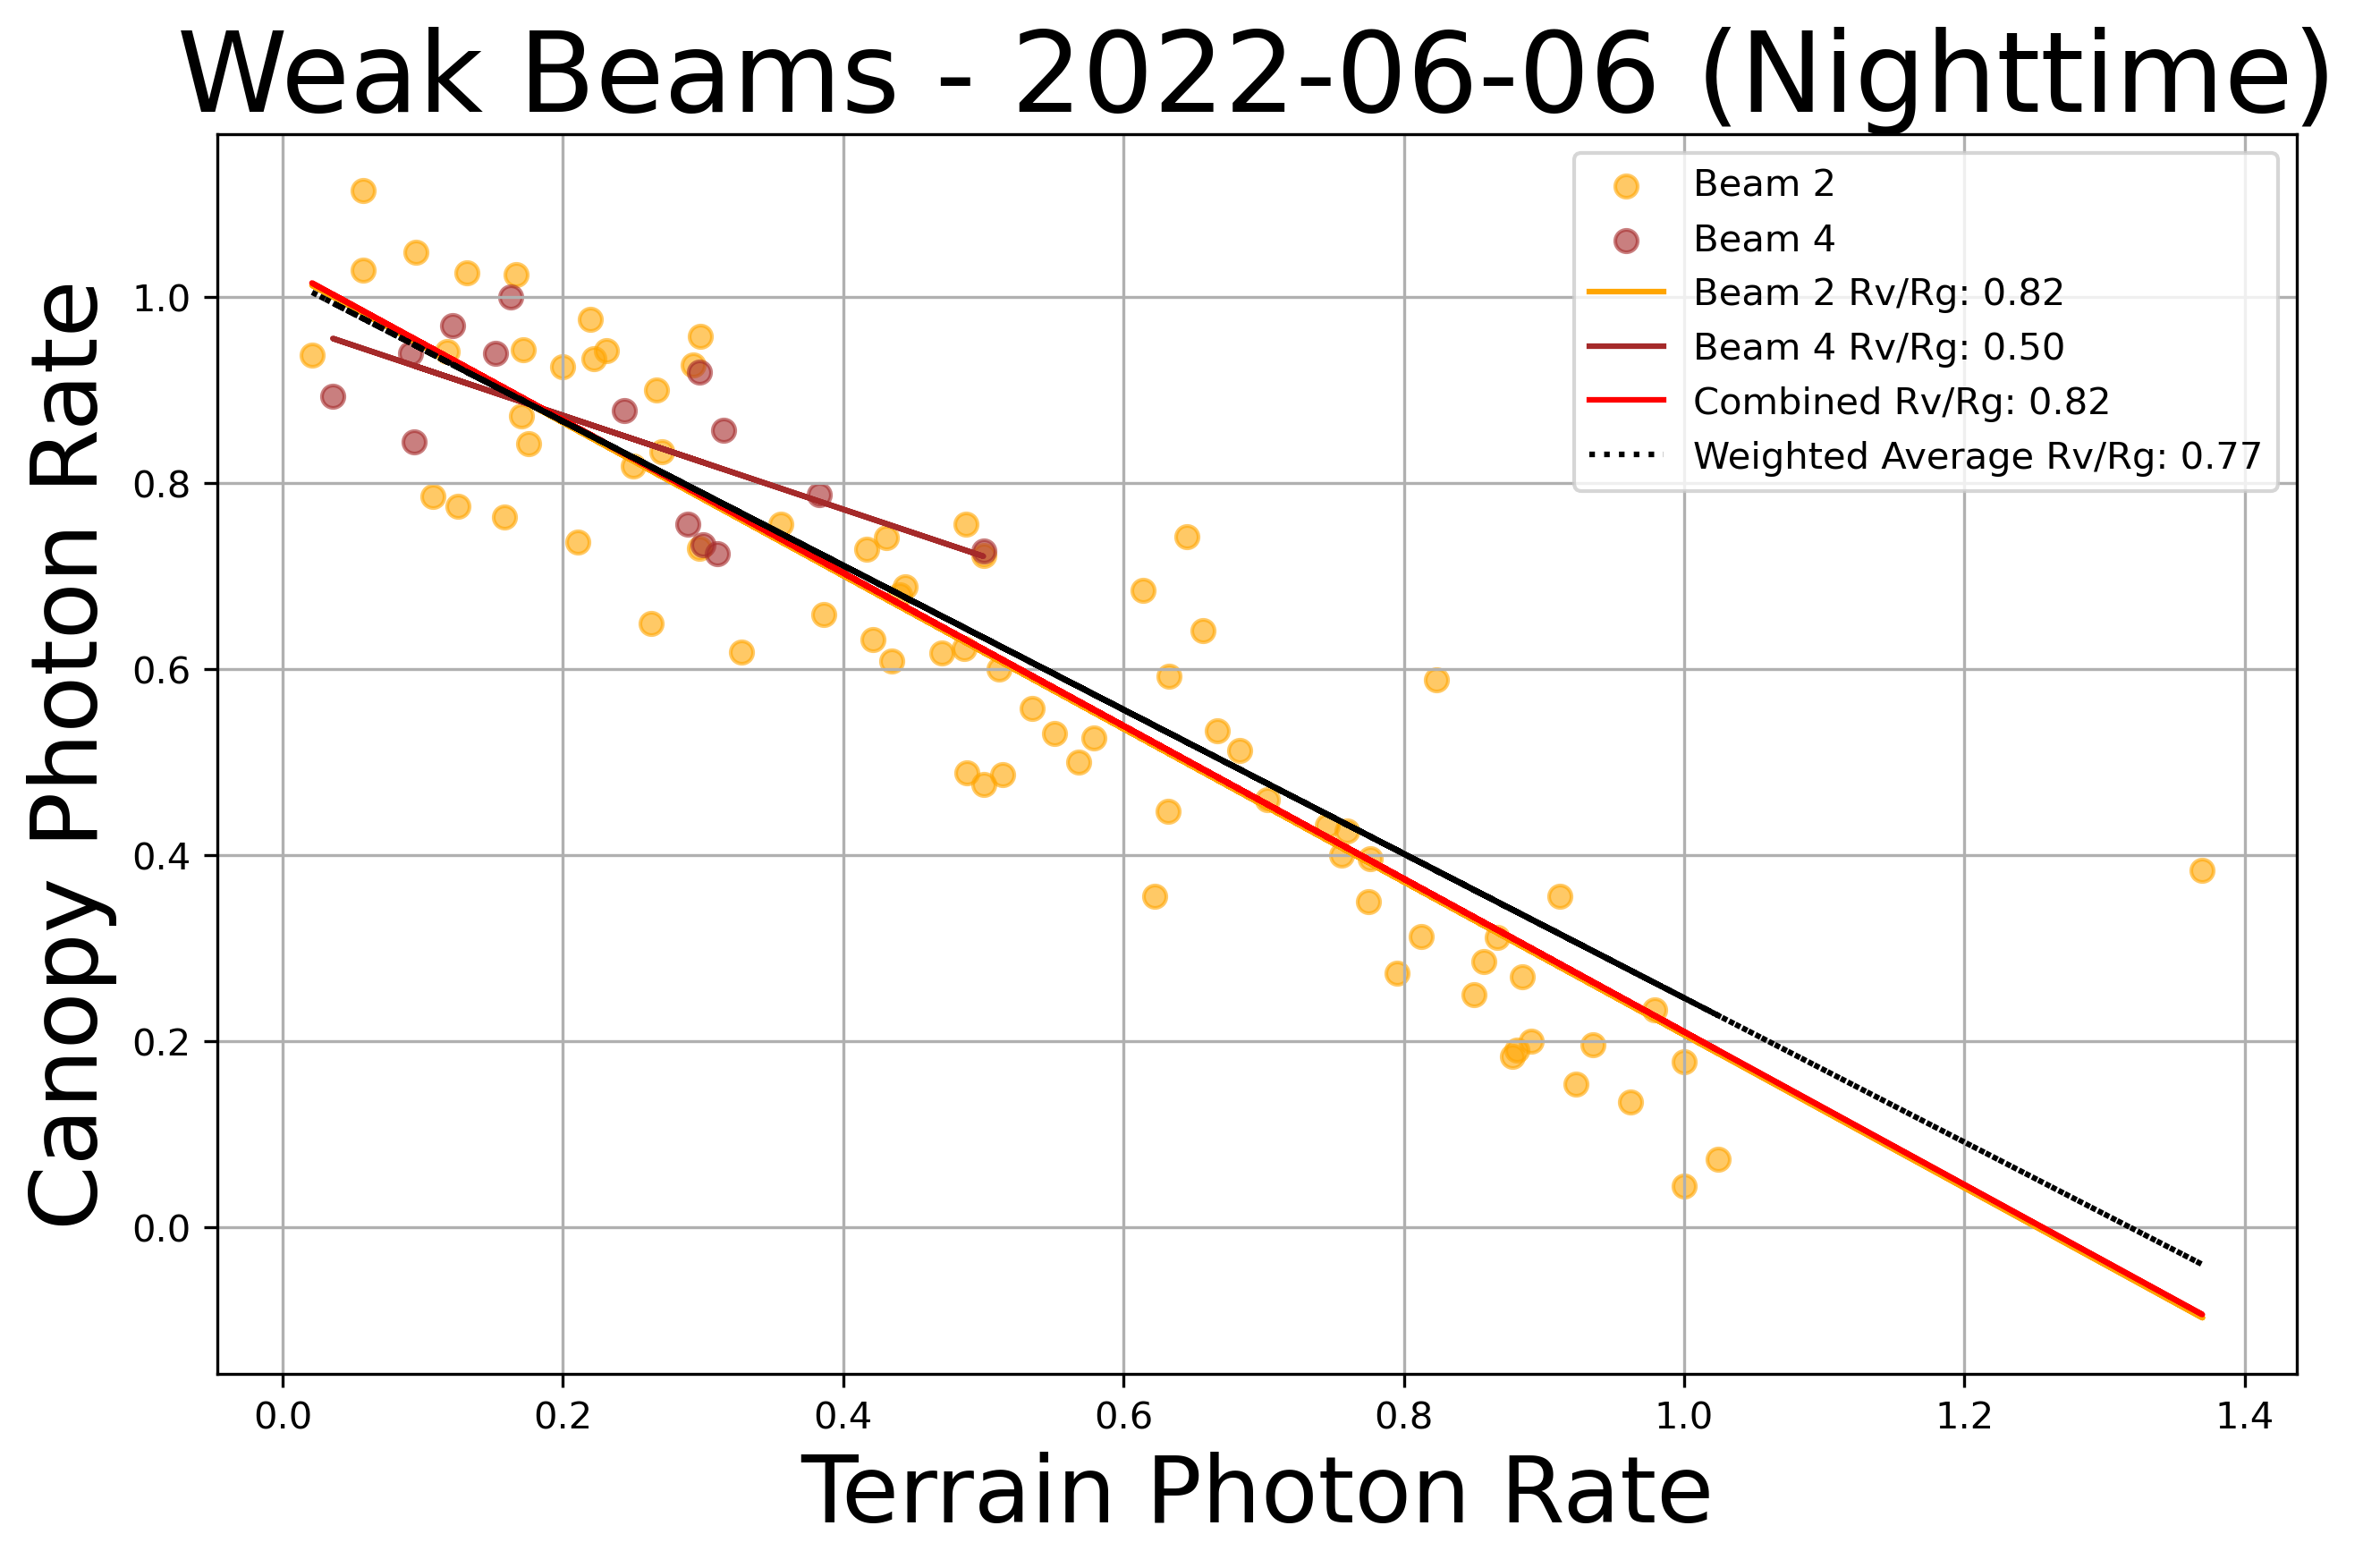 Weak Beams - 2022-06-06 (Nighttime)
Beam 2
Beam 4
Beam 2 Rv/Rg: 0.82
Beam 4 Rv/Rg: 0.50
Combined Rv/Rg: 0.82
Weighted Average Rv/Rg: 0.77
Canopy Photon Rate
1.0
0.8
0.6
0.4
0.2
0.0
0.0 0.2 0.4 0.6 0.8 1.0 1.2 1.4
Terrain Photon Rate